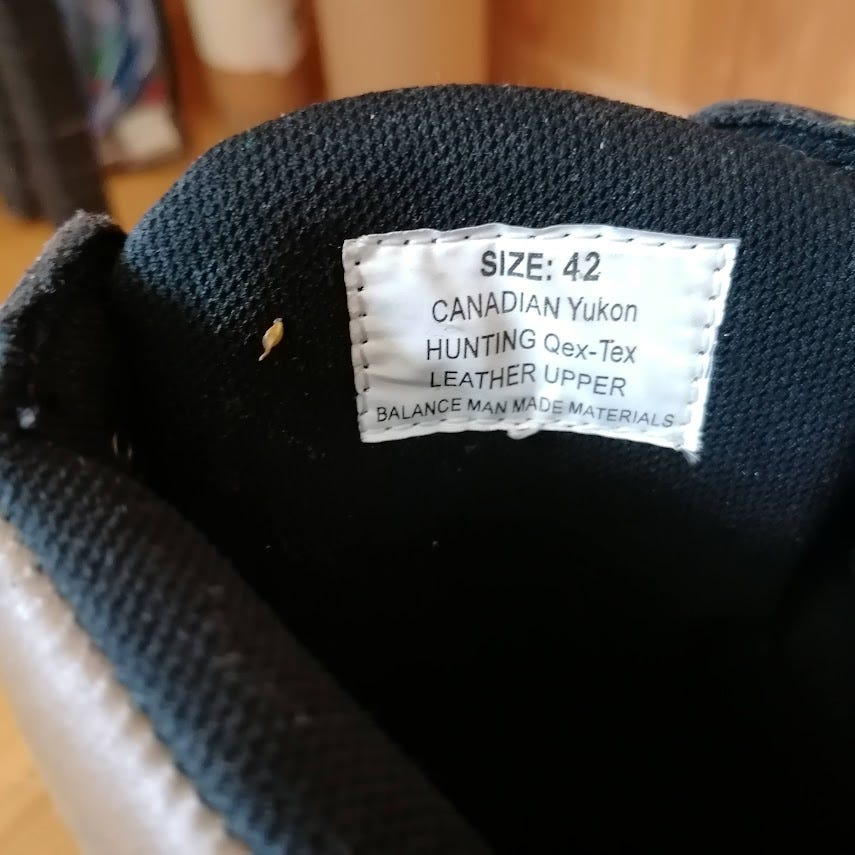 SIZE: 42
CANADIAN Yukon
HUNTING Qex-Tex
LEATHER UPPER
BALANCE MAN MADE MATERIALS